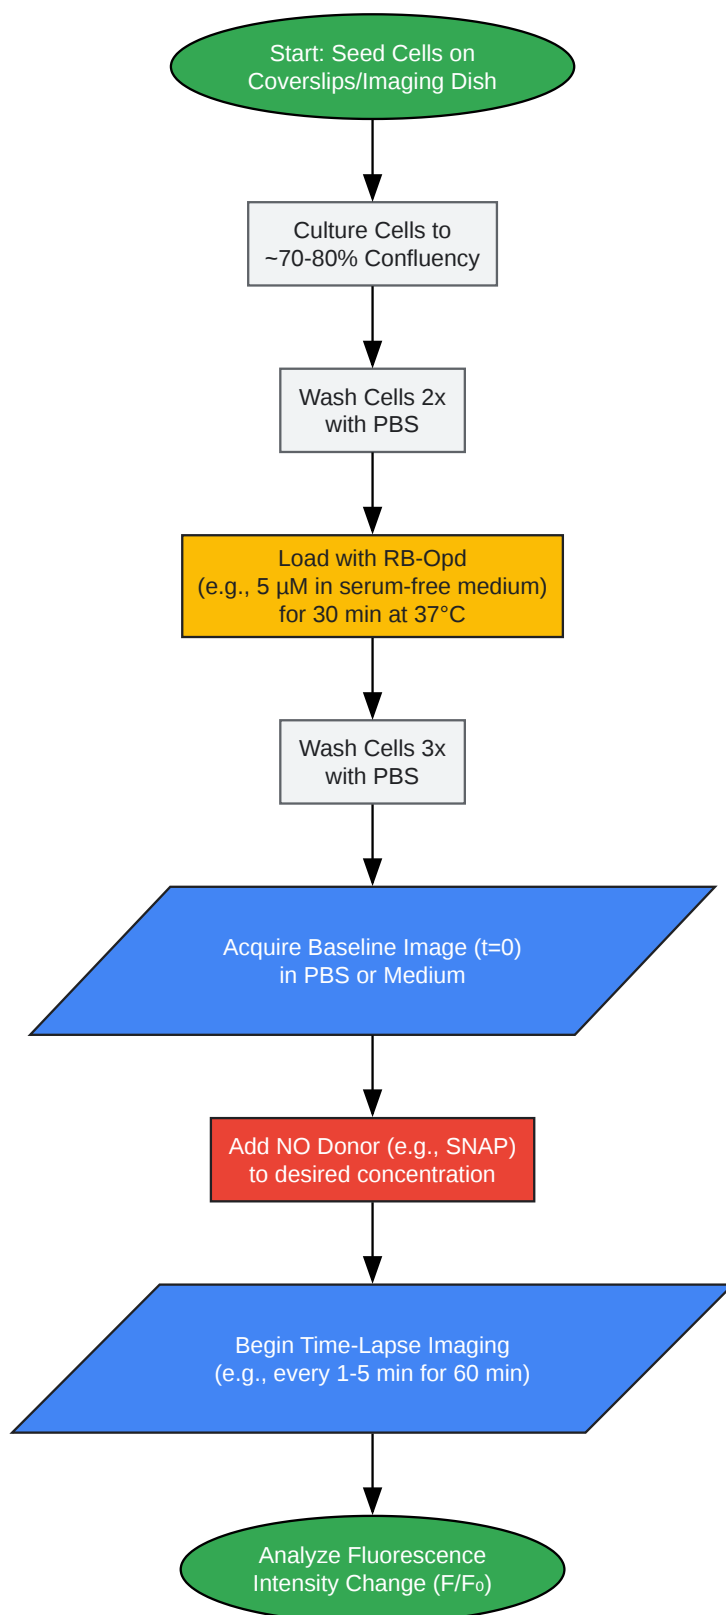 Start: Seed Cells on
Coverslips/Imaging Dish
Culture Cells to
~70-80% Confluency
Wash Cells 2x
with PBS
Load with RB-Opd
(e.g., 5 µM in serum-free medium)
for 30 min at 37°C
Wash Cells 3x
with PBS
Acquire Baseline Image (t=0)
in PBS or Medium
Add NO Donor (e.g., SNAP)
to desired concentration
Begin Time-Lapse Imaging
(e.g., every 1-5 min for 60 min)
Analyze Fluorescence
Intensity Change (F/F₀)